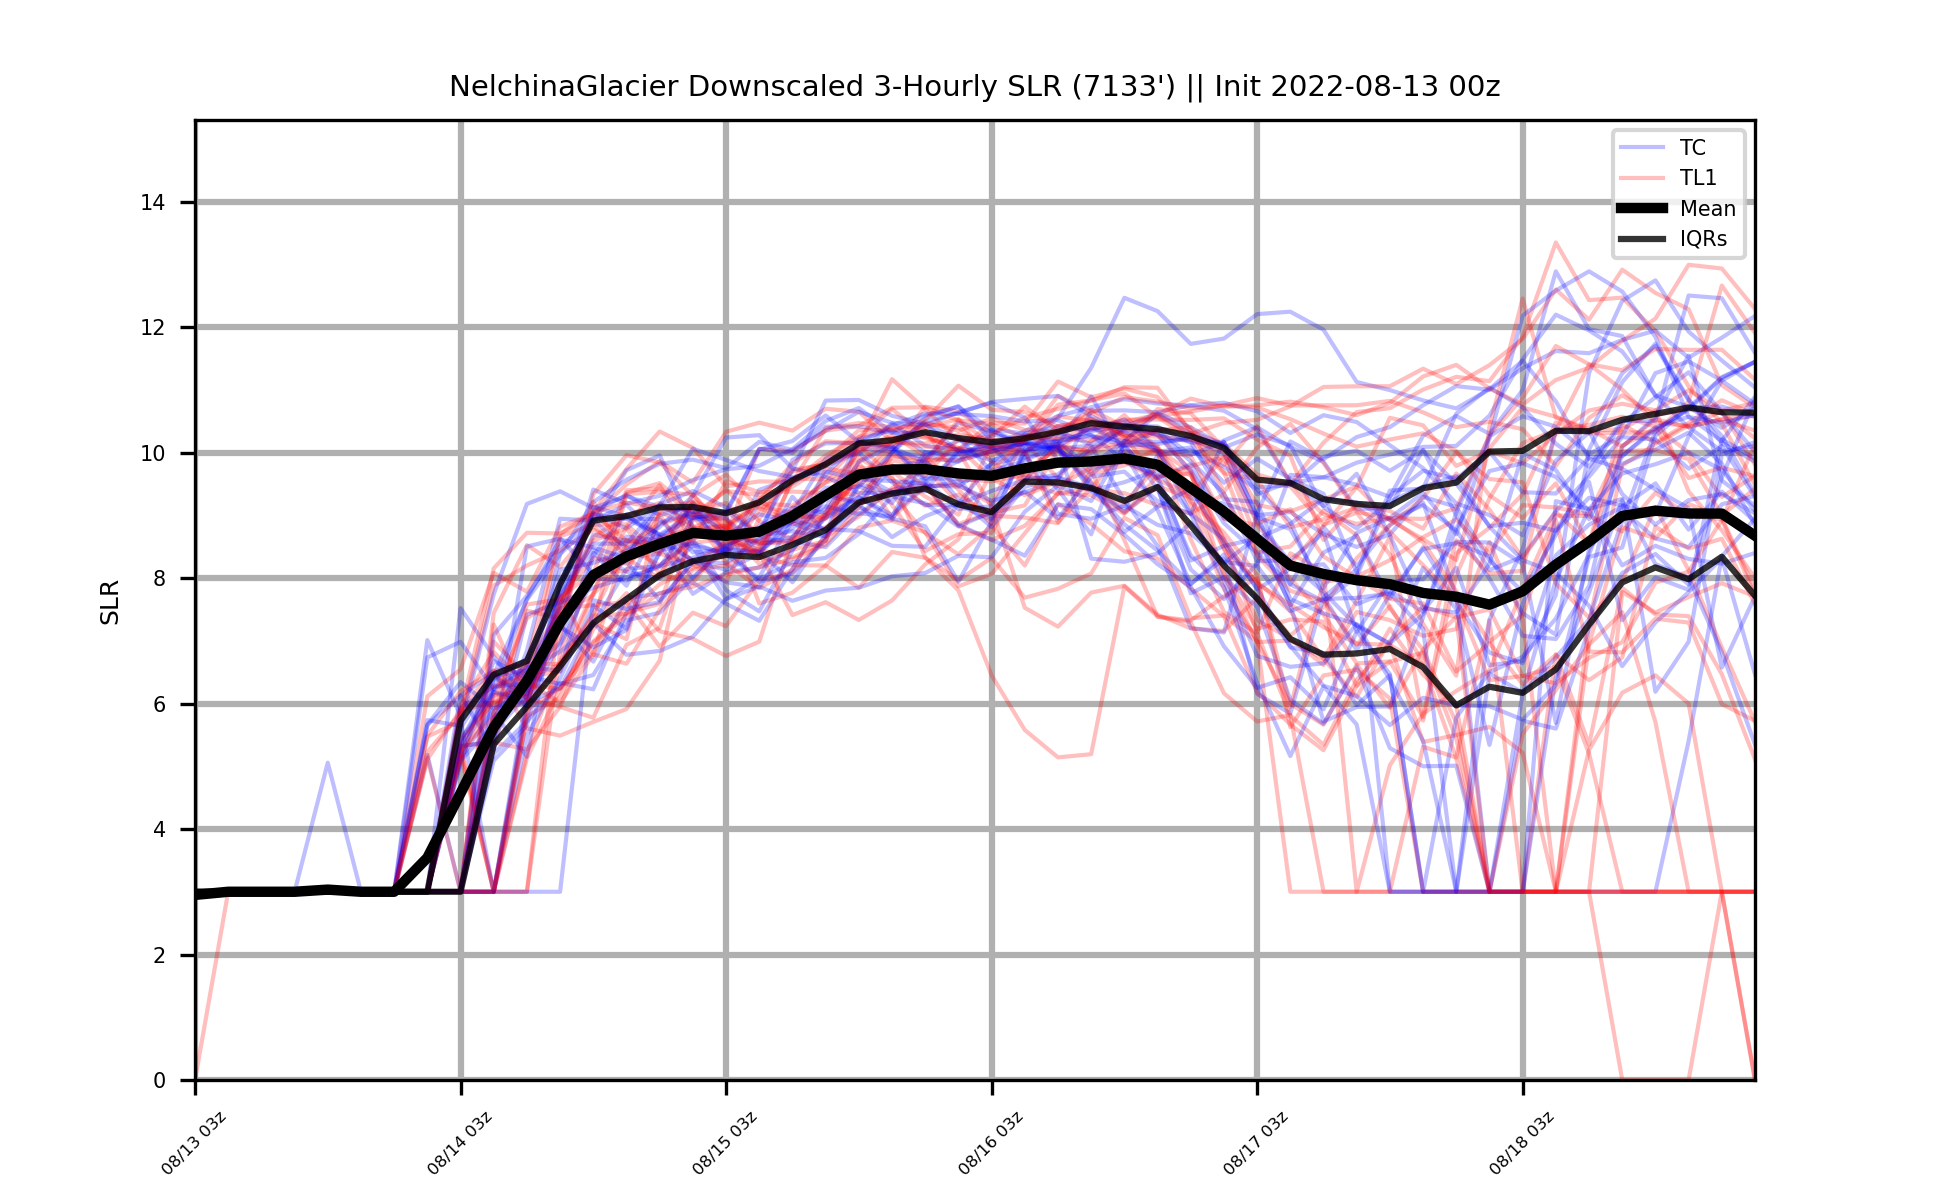 NelchinaGlacier Downscaled 3-Hourly SLR (7133') || Init 2022-08-13 00z
TC
TL1
Mean
IQRs
SLR
14
12
10
8
6
4
2
0
08/13 03z
08/14 03z
08/15 03z
08/16 03z
08/17 03z
08/18 03z